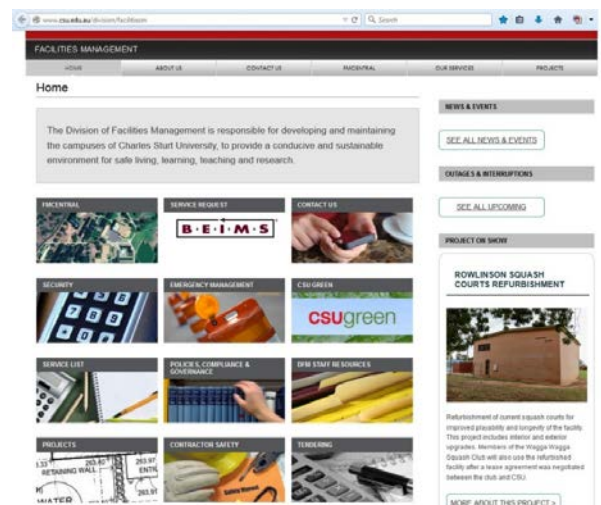 www.csu.edu.au/division/facilitiesm
Search
FACILITIES MANAGEMENT
HOME ABOUT US CONTACT US FMCENTRAL OUR SERVICES PROJECTS
Home
The Division of Facilities Management is responsible for developing and maintaining
the campuses of Charles Sturt University, to provide a conducive and sustainable
environment for safe living, learning, teaching and research.
FMCENTRAL SERVICE REQUEST CONTACT US
B·E·I·M·S
SECURITY EMERGENCY MANAGEMENT CSU GREEN
7 8
csugreen
SERVICE LIST POLICIES, COMPLIANCE &
GOVERNANCE
DFM STAFF RESOURCES
PROJECTS CONTRACTOR SAFETY TENDERING
263.97
RETAINING WALL
WATER
NEWS & EVENTS
SEE ALL NEWS & EVENTS
OUTAGES & INTERRUPTIONS
SEE ALL UPCOMING
PROJECT ON SHOW
ROWLINSON SQUASH
COURTS REFURBISHMENT
Refurbishment of current squash courts for
improved playability and longevity of the facility.
This project includes interior and exterior
upgrades. Members of the Wagga Wagga
Squash Club will also use the refurbished
facility after a lease agreement was negotiated
between the club and CSU.
MORE ABOUT THIS PROJECT >